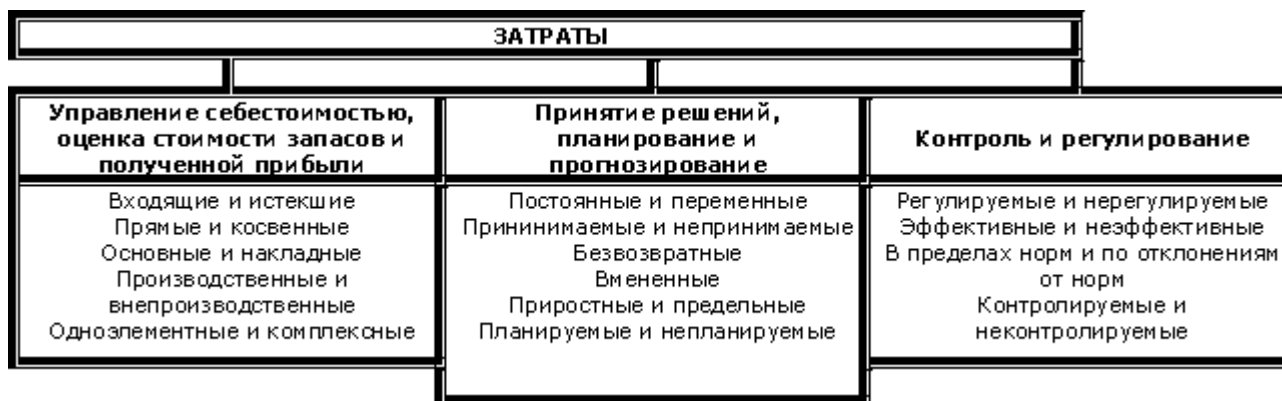 ЗАТРАТЫ
Управление себестоимостью,
оценка стоимости запасов и
полученной прибыли
Входящие и истекшие
Прямые и косвенные
Основные и накладные
Производственные и
внепроизводственные
Одноэлементные и комплексные
Принятие решений,
планирование и
прогнозирование
Постоянные и переменные
Прининимаемые и непринимаемые
Безвозвратные
Вмененные
Приростные и предельные
Планируемые и непланируемые
Контроль и регулирование
Регулируемые и нерегулируемые
Эффективные и неэффективные
В пределах норм и по отклонениям
от норм
Контролируемые и
неконтролируемые